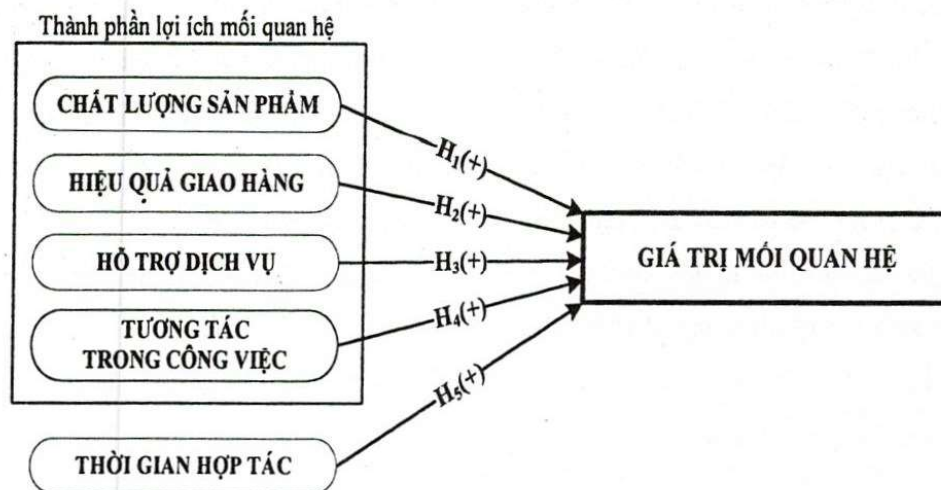 Thành phần lợi ích mối quan hệ
CHẤT LƯỢNG SẢN PHẨM
HIỆU QUẢ GIAO HÀNG
HỖ TRỢ DỊCH VỤ
TƯƠNG TÁC
TRONG CÔNG VIỆC
THỜI GIAN HỢP TÁC
H₁(+)
H₂(+)
H₃(+)
H₄(+)
H₅(+)
GIÁ TRỊ MỐI QUAN HỆ